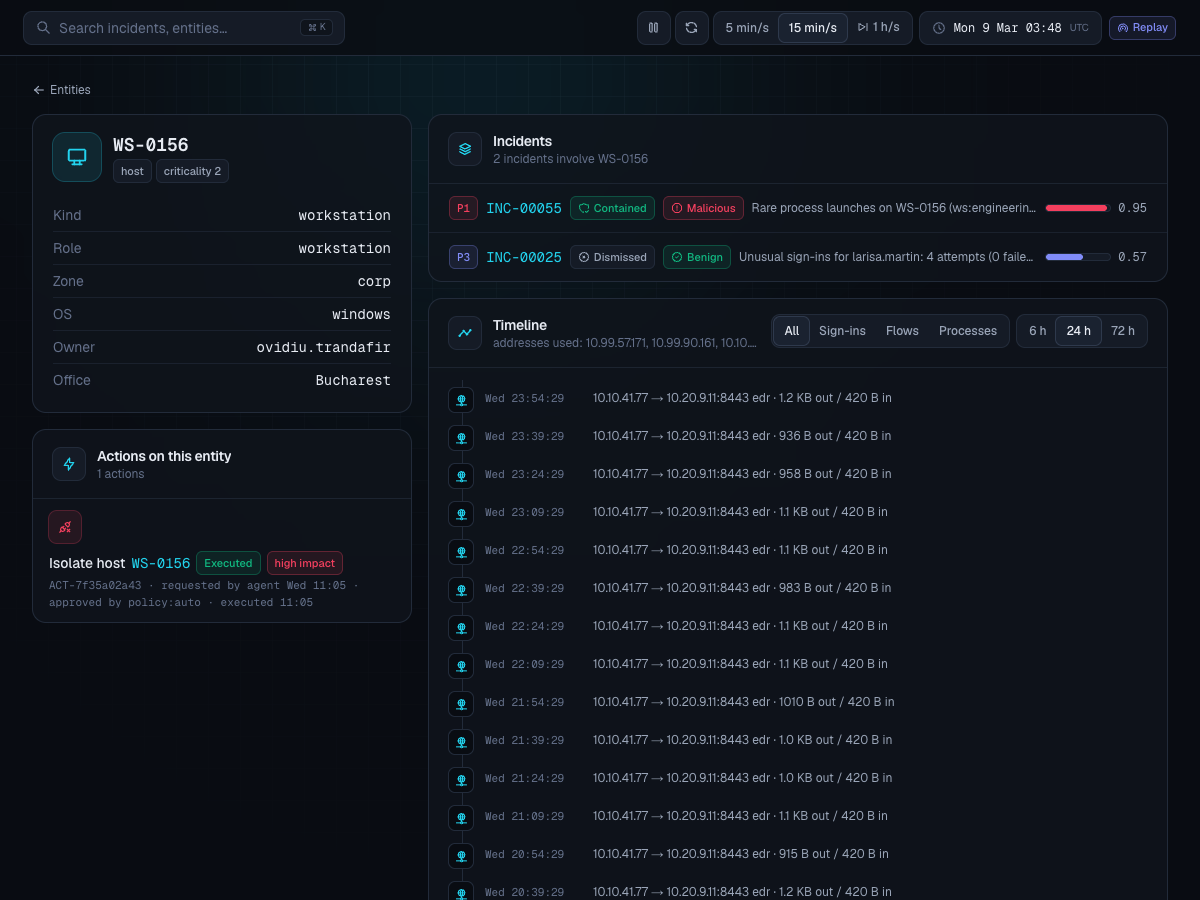 Search incidents, entities… ⌘ K
5 min/s 15 min/s 1 h/s
Mon 9 Mar 03:48 UTC
Replay
← Entities
WS-0156
host criticality 2
Kind workstation
Role workstation
Zone corp
OS windows
Owner ovidiu.trandafir
Office Bucharest
Actions on this entity
1 actions
Isolate host WS-0156 Executed high impact
ACT-7f35a02a43 · requested by agent Wed 11:05 ·
approved by policy:auto · executed 11:05
Incidents
2 incidents involve WS-0156
P1 INC-00055 Contained Malicious Rare process launches on WS-0156 (ws:engineerin… 0.95
P3 INC-00025 Dismissed Benign Unusual sign-ins for larisa.martin: 4 attempts (0 faile… 0.57
Timeline
addresses used: 10.99.57.171, 10.99.90.161, 10.10.…
All Sign-ins Flows Processes
6 h 24 h 72 h
Wed 23:54:29 10.10.41.77 → 10.20.9.11:8443 edr · 1.2 KB out / 420 B in
Wed 23:39:29 10.10.41.77 → 10.20.9.11:8443 edr · 936 B out / 420 B in
Wed 23:24:29 10.10.41.77 → 10.20.9.11:8443 edr · 958 B out / 420 B in
Wed 23:09:29 10.10.41.77 → 10.20.9.11:8443 edr · 1.1 KB out / 420 B in
Wed 22:54:29 10.10.41.77 → 10.20.9.11:8443 edr · 1.1 KB out / 420 B in
Wed 22:39:29 10.10.41.77 → 10.20.9.11:8443 edr · 983 B out / 420 B in
Wed 22:24:29 10.10.41.77 → 10.20.9.11:8443 edr · 1.1 KB out / 420 B in
Wed 22:09:29 10.10.41.77 → 10.20.9.11:8443 edr · 1.1 KB out / 420 B in
Wed 21:54:29 10.10.41.77 → 10.20.9.11:8443 edr · 1010 B out / 420 B in
Wed 21:39:29 10.10.41.77 → 10.20.9.11:8443 edr · 1.0 KB out / 420 B in
Wed 21:24:29 10.10.41.77 → 10.20.9.11:8443 edr · 1.0 KB out / 420 B in
Wed 21:09:29 10.10.41.77 → 10.20.9.11:8443 edr · 1.1 KB out / 420 B in
Wed 20:54:29 10.10.41.77 → 10.20.9.11:8443 edr · 915 B out / 420 B in
Wed 20:39:29 10.10.41.77 → 10.20.9.11:8443 edr · 1.2 KB out / 420 B in